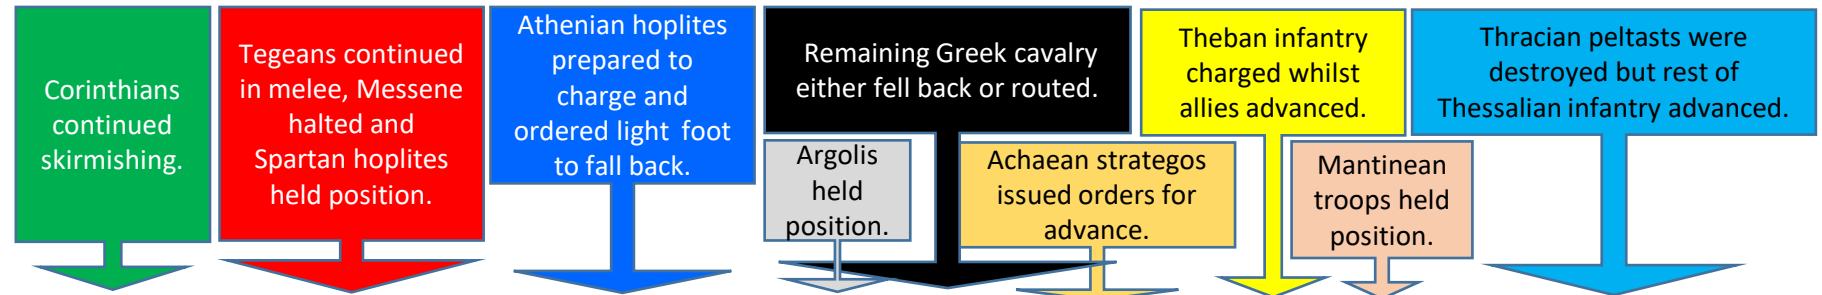 Corinthians
continued
skirmishing.
Tegeans continued
in melee, Messene
halted and
Spartan hoplites
held position.
Athenian hoplites
prepared to
charge and
ordered light foot
to fall back.
Remaining Greek cavalry
either fell back or routed.
Argolis
held
position.
Achaean strategos
issued orders for
advance.
Theban infantry
charged whilst
allies advanced.
Mantinean
troops held
position.
Thracian peltasts were
destroyed but rest of
Thessalian infantry advanced.